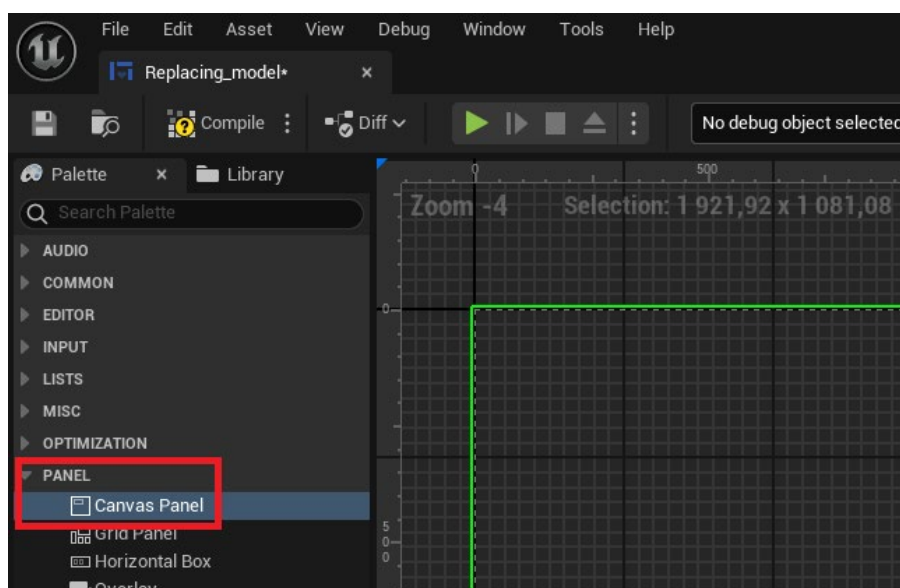 File Edit Asset View Debug Window Tools Help
Replacing_model*
Compile Diff No debug object selected
Palette Library
Search Palette
0 500
Zoom -4 Selection: 1 921,92 x 1 081,08
AUDIO
COMMON
EDITOR
0
INPUT
LISTS
MISC
OPTIMIZATION
PANEL
Canvas Panel
Grid Panel
500
Horizontal Box
Overlay